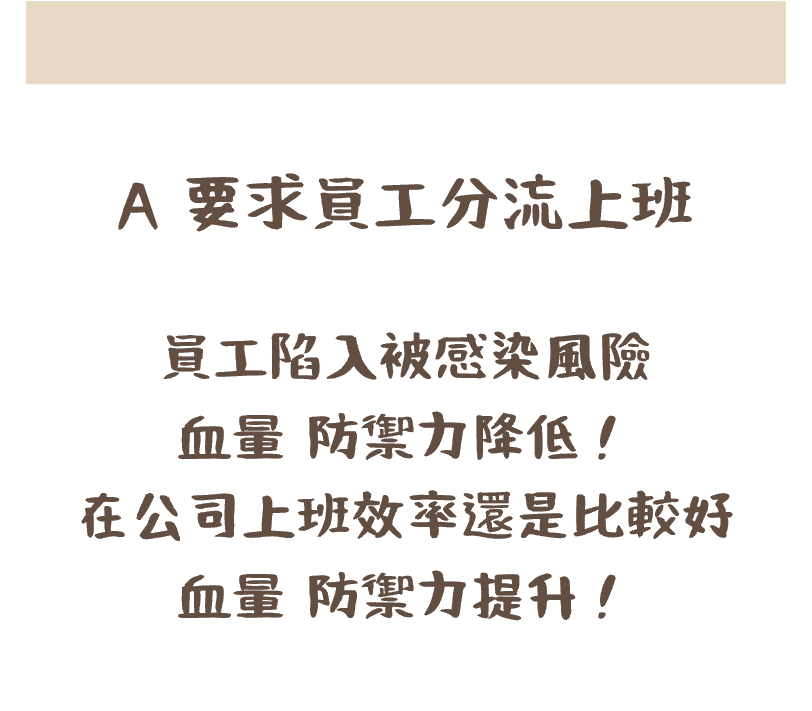 A 要求員工分流上班
員工陷入被感染風險
血量 防禦力降低！
在公司上班效率還是比較好
血量 防禦力提升！